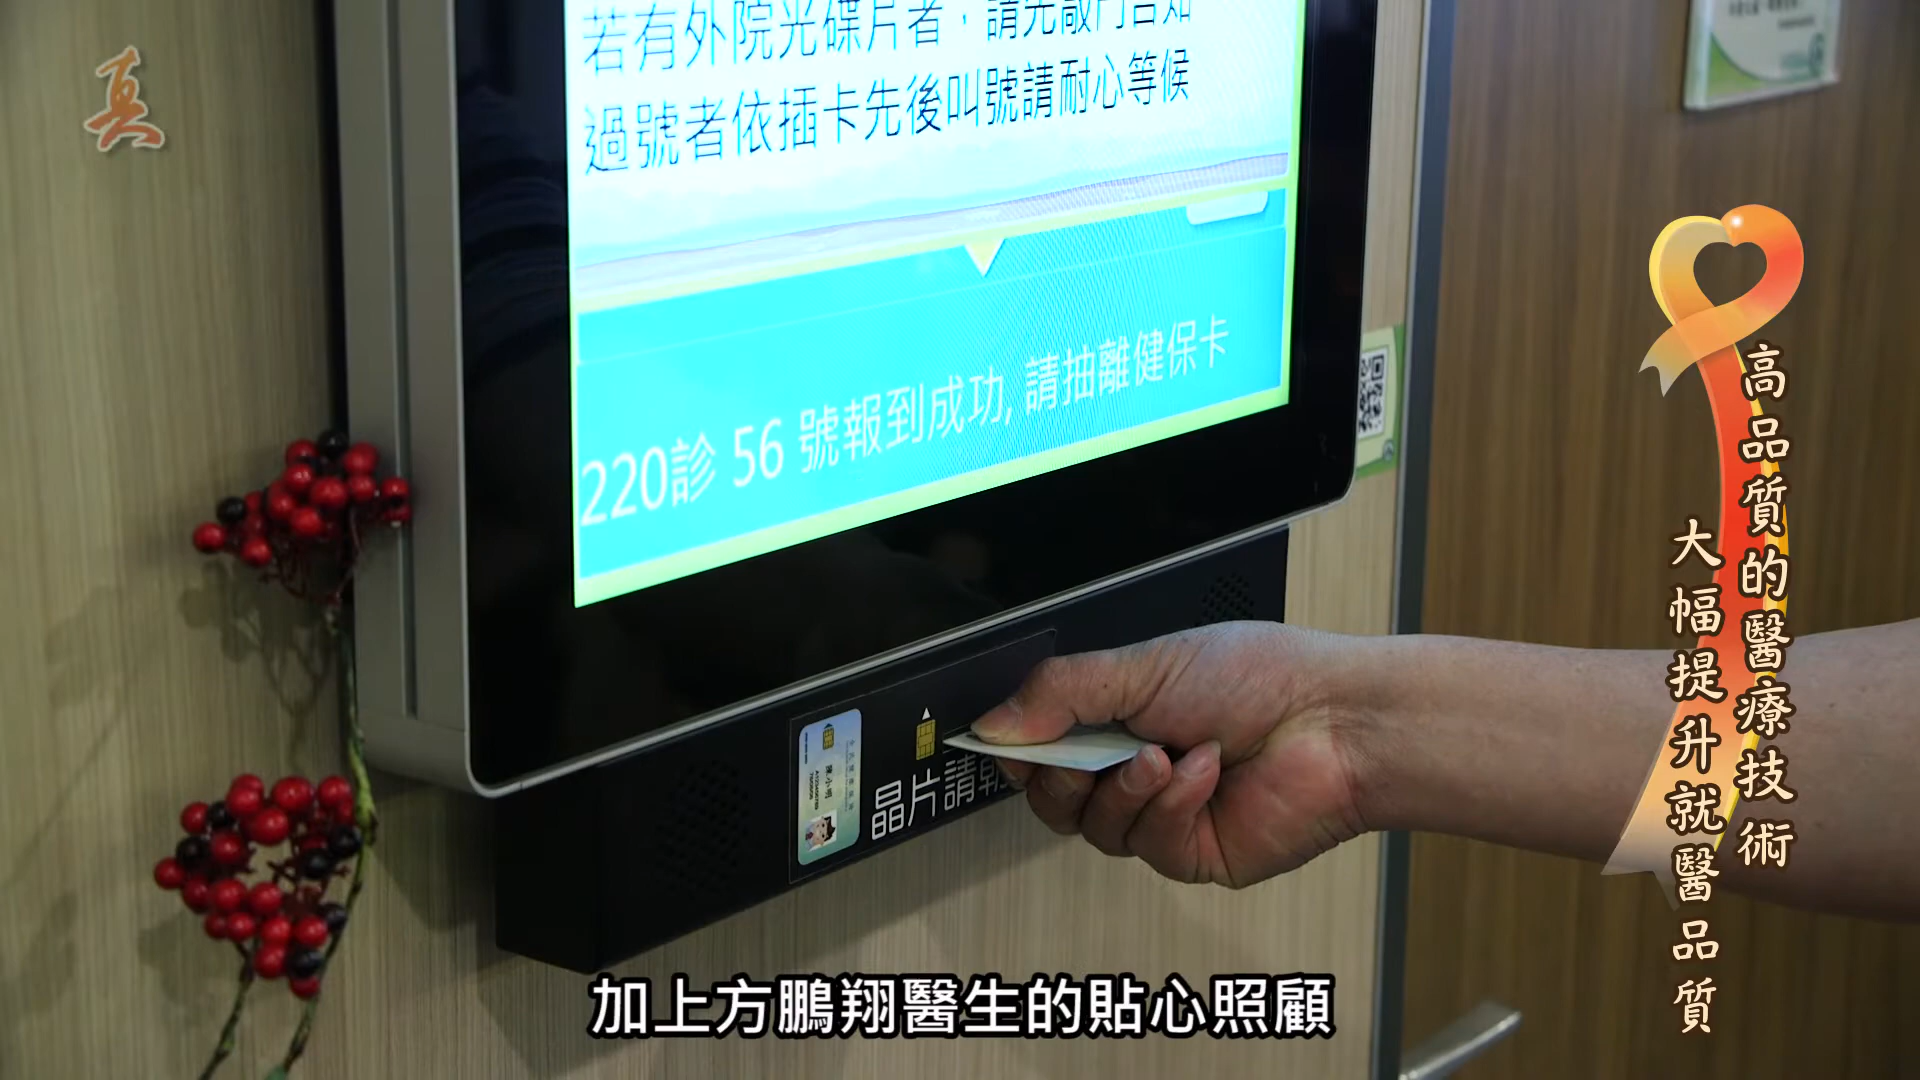 真
若有外院光碟片者，請先敲門告知
過號者依插卡先後叫號請耐心等候
220診 56 號報到成功, 請抽離健保卡
晶片請朝
陳小明
高品質的醫療技術
大幅提升就醫品質
加上方鵬翔醫生的貼心照顧